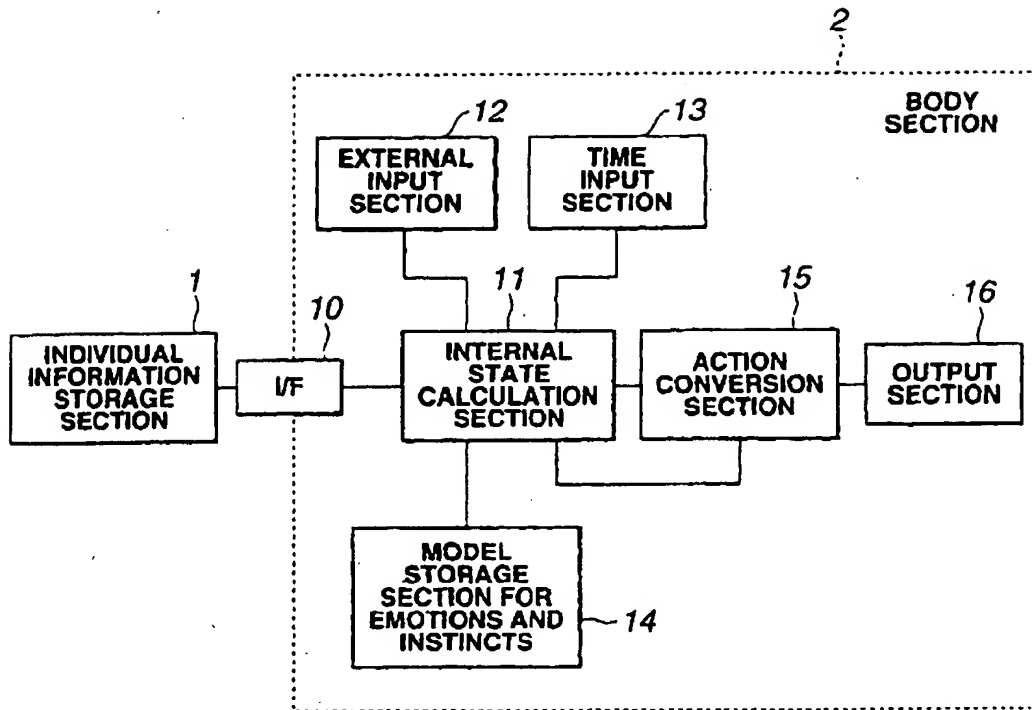 2
BODY
SECTION
12
EXTERNAL
INPUT
SECTION
13
TIME
INPUT
SECTION
1
INDIVIDUAL
INFORMATION
STORAGE
SECTION
10
I/F
11
INTERNAL
STATE
CALCULATION
SECTION
15
ACTION
CONVERSION
SECTION
16
OUTPUT
SECTION
MODEL
STORAGE
SECTION FOR
EMOTIONS AND
INSTINCTS
14